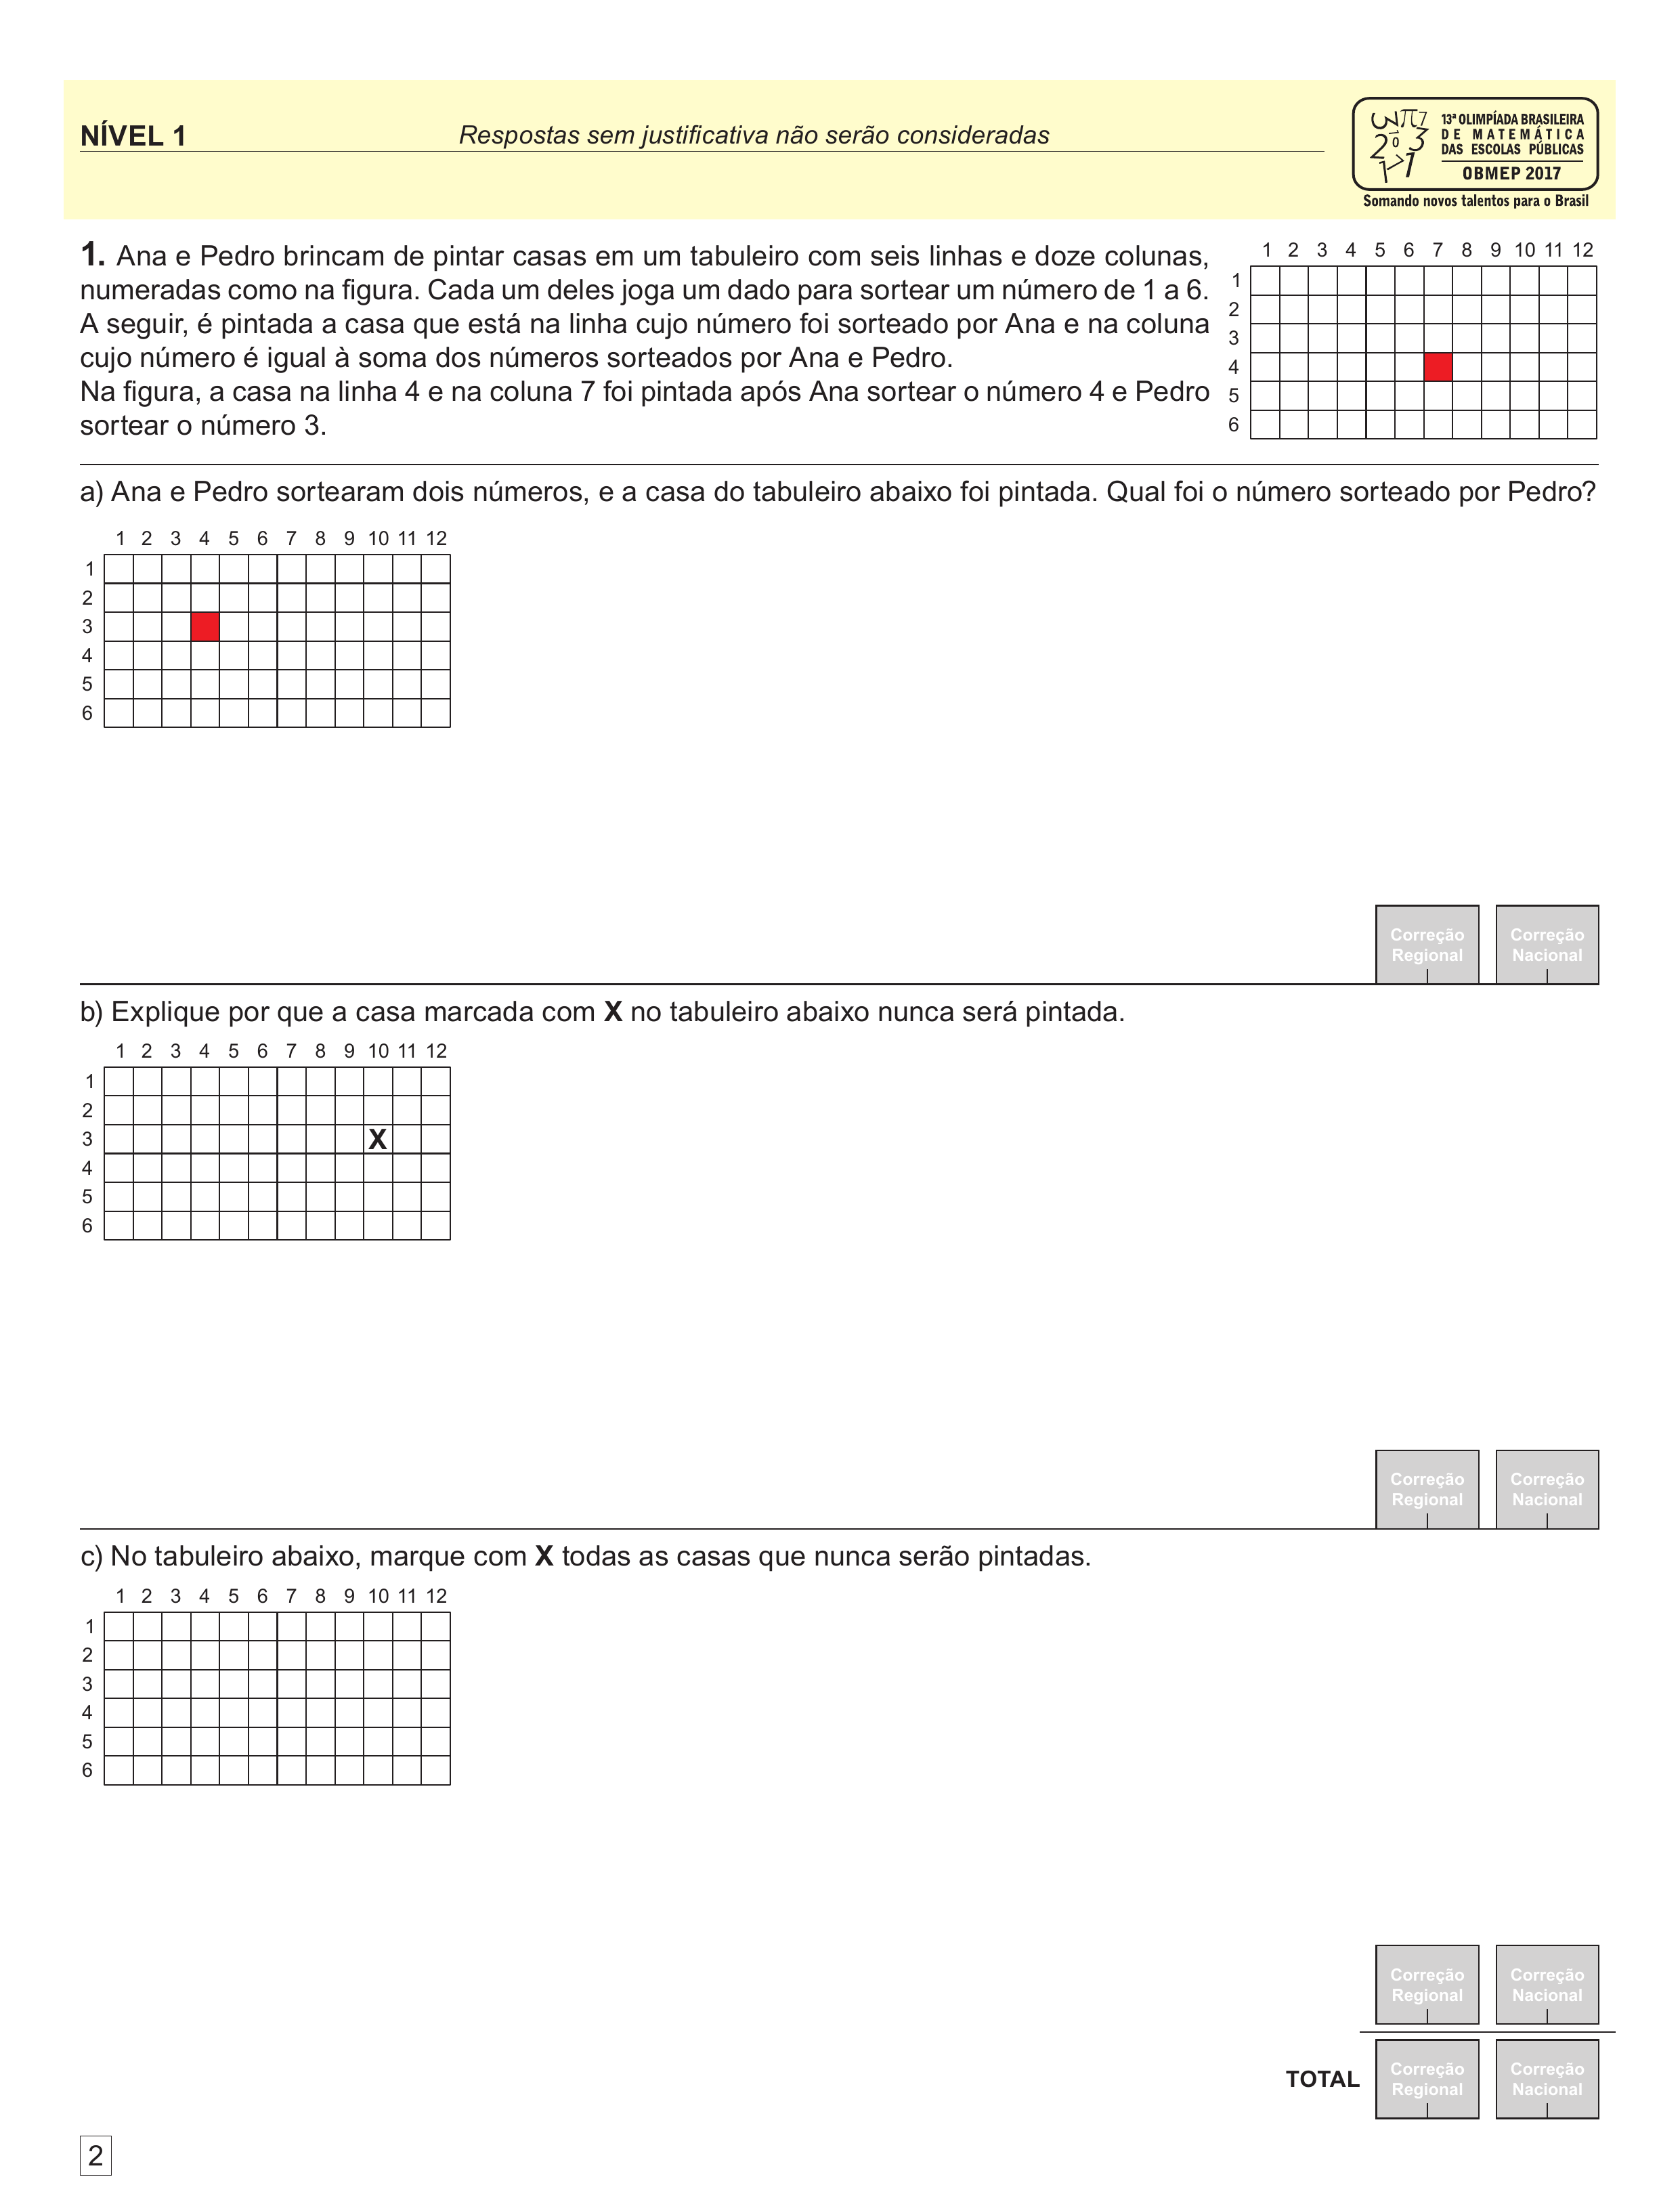 NÍVEL 1
Respostas sem justificativa não serão consideradas
13ª OLIMPÍADA BRASILEIRA
DE MATEMÁTICA
DAS ESCOLAS PÚBLICAS
OBMEP 2017
Somando novos talentos para o Brasil
1. Ana e Pedro brincam de pintar casas em um tabuleiro com seis linhas e doze colunas,
numeradas como na figura. Cada um deles joga um dado para sortear um número de 1 a 6.
A seguir, é pintada a casa que está na linha cujo número foi sorteado por Ana e na coluna
cujo número é igual à soma dos números sorteados por Ana e Pedro.
Na figura, a casa na linha 4 e na coluna 7 foi pintada após Ana sortear o número 4 e Pedro
sortear o número 3.
1 2 3 4 5 6 7 8 9 10 11 12
1
2
3
4
5
6
a) Ana e Pedro sortearam dois números, e a casa do tabuleiro abaixo foi pintada. Qual foi o número sorteado por Pedro?
1 2 3 4 5 6 7 8 9 10 11 12
1
2
3
4
5
6
Correção
Regional
Correção
Nacional
b) Explique por que a casa marcada com X no tabuleiro abaixo nunca será pintada.
1 2 3 4 5 6 7 8 9 10 11 12
1
2
3 X
4
5
6
Correção
Regional
Correção
Nacional
c) No tabuleiro abaixo, marque com X todas as casas que nunca serão pintadas.
1 2 3 4 5 6 7 8 9 10 11 12
1
2
3
4
5
6
Correção
Regional
Correção
Nacional
TOTAL
Correção
Regional
Correção
Nacional
2